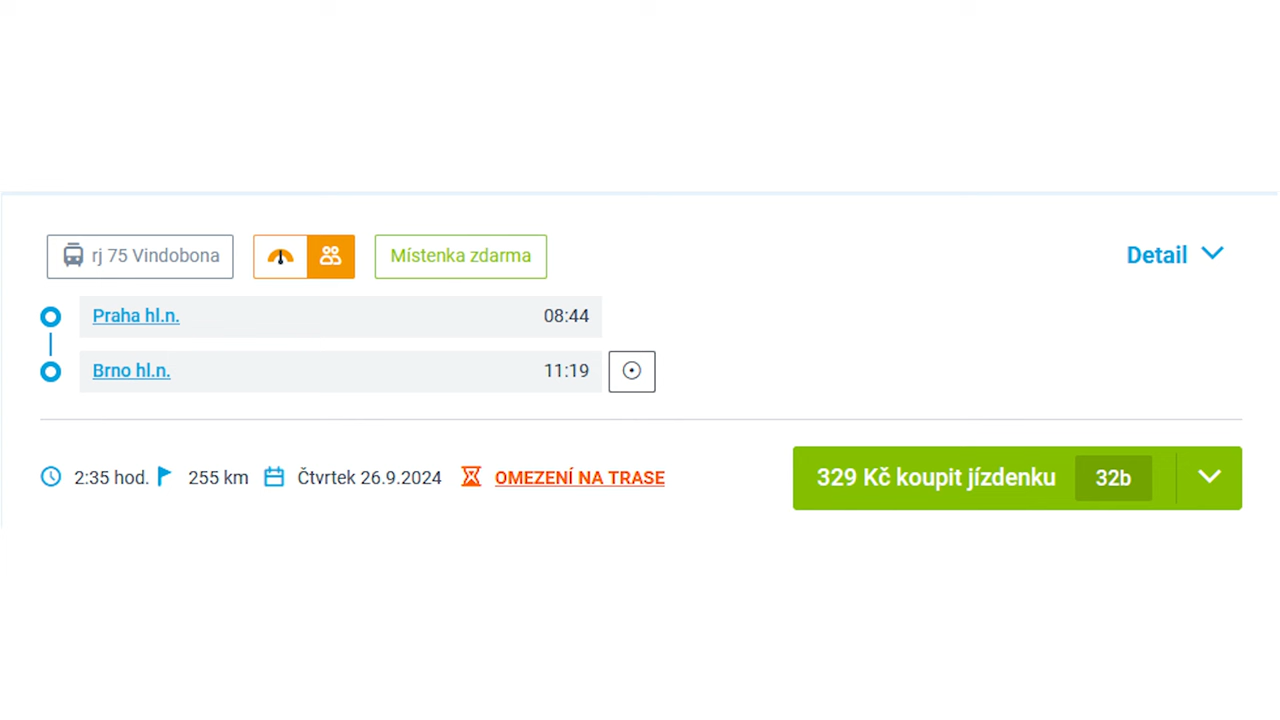 rj 75 Vindobona Místenka zdarma Detail
Praha hl.n. 08:44
Brno hl.n. 11:19
2:35 hod. 255 km Čtvrtek 26.9.2024 OMEZENÍ NA TRASE 329 Kč koupit jízdenku 32b